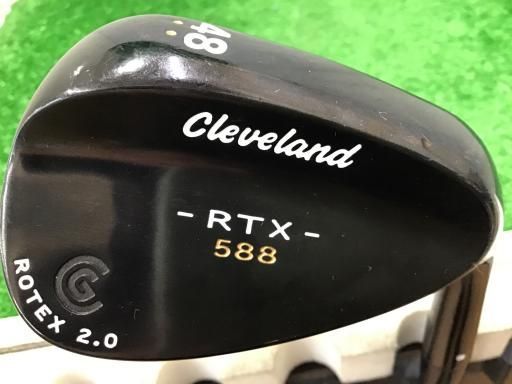 48
Cleveland
- RTX -
588
ROTEX 2.0